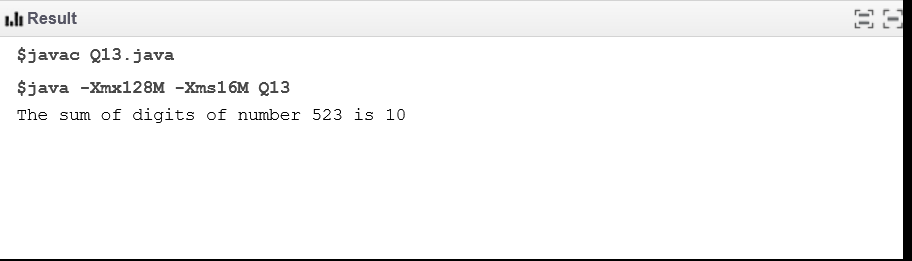 Result
$javac Q13.java
$java -Xmx128M -Xms16M Q13
The sum of digits of number 523 is 10